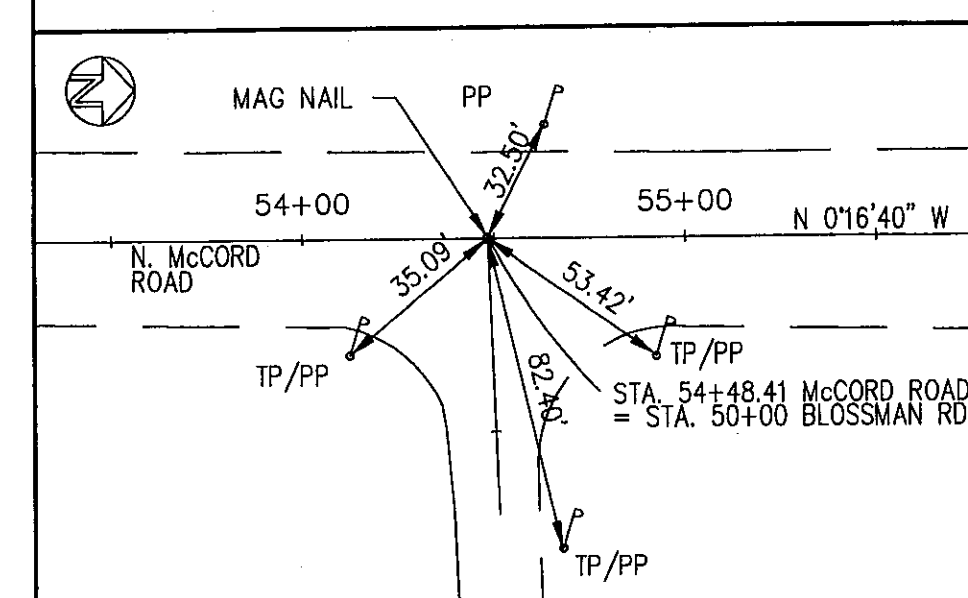 N
MAG NAIL
PP
P
32.50'
54+00
55+00
N 0°16'40" W
N. McCORD
ROAD
35.09'
53.42'
P
P
TP/PP
TP/PP
82.40'
STA. 54+48.41 McCORD ROAD
= STA. 50+00 BLOSSMAN RD
P
TP/PP